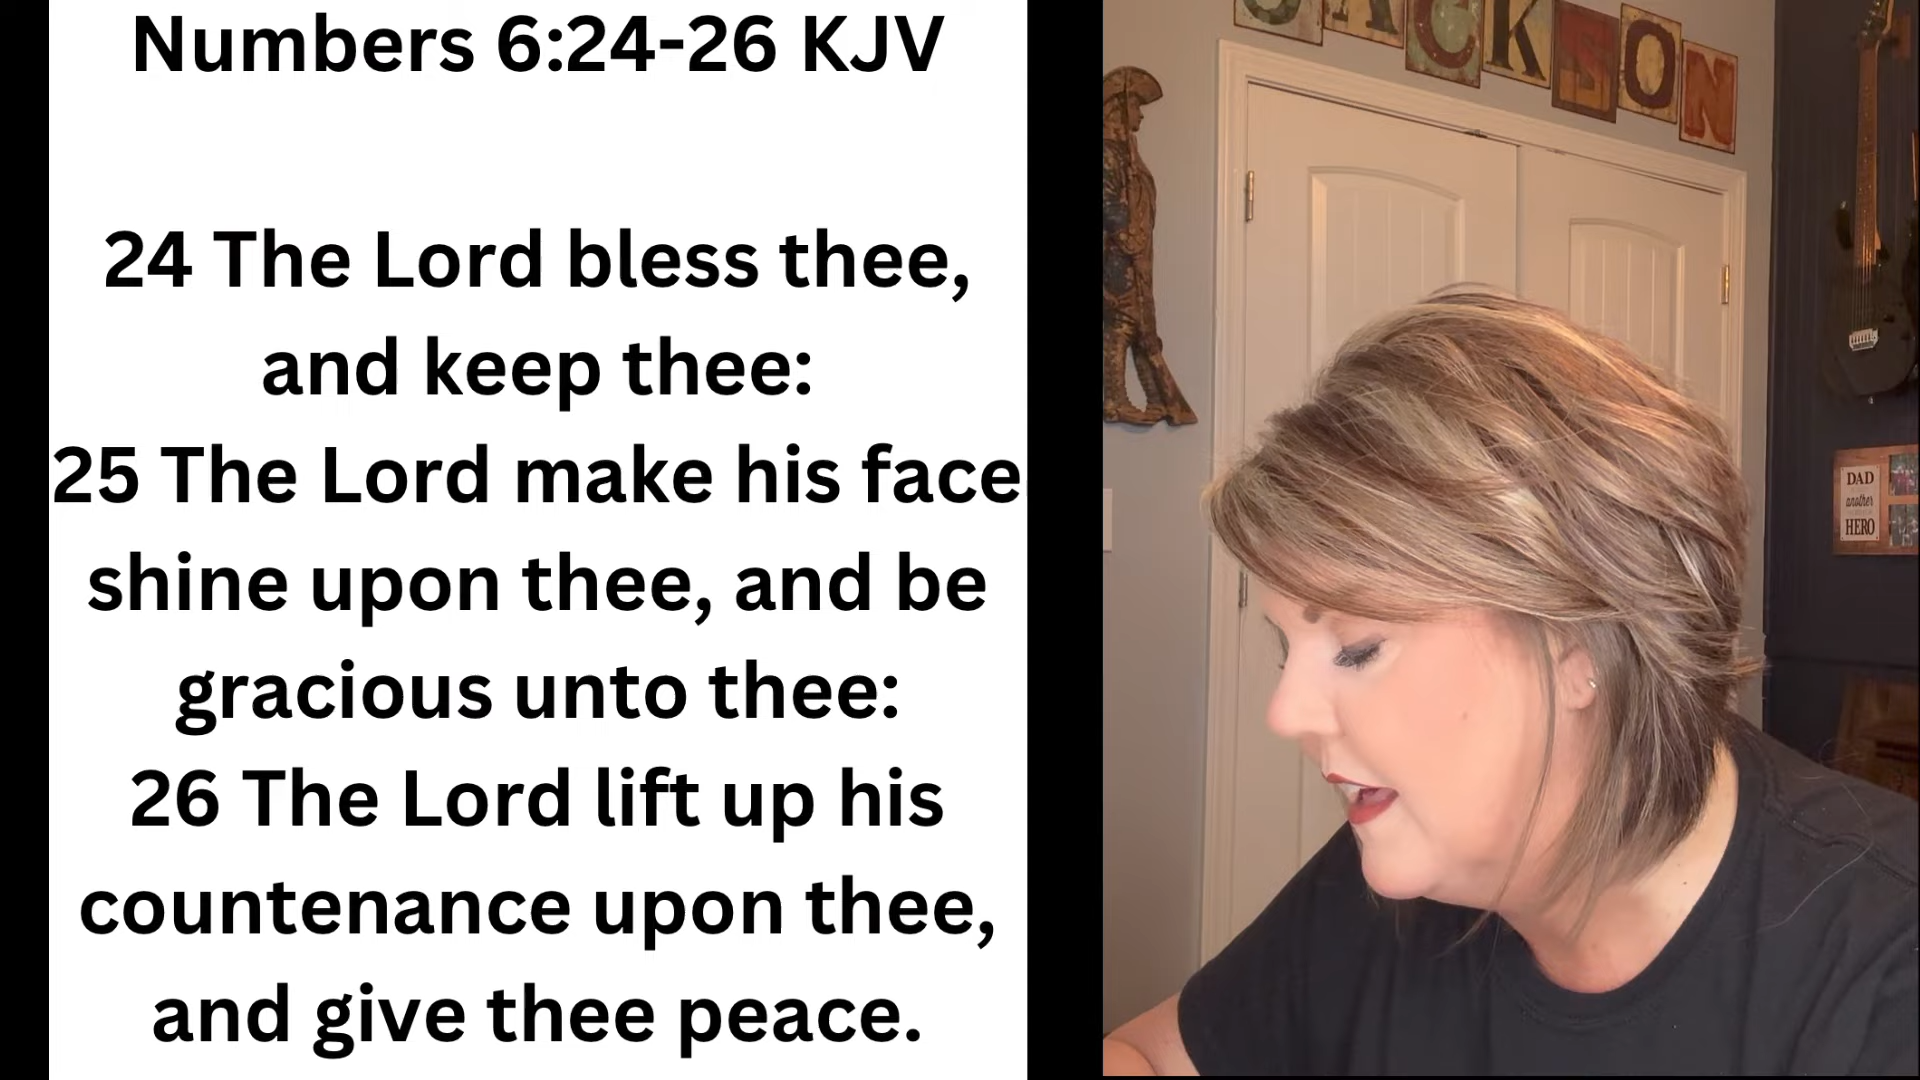 Numbers 6:24-26 KJV
24 The Lord bless thee,
and keep thee:
25 The Lord make his face
shine upon thee, and be
gracious unto thee:
26 The Lord lift up his
countenance upon thee,
and give thee peace.
JACKSON
DAD
another
HERO